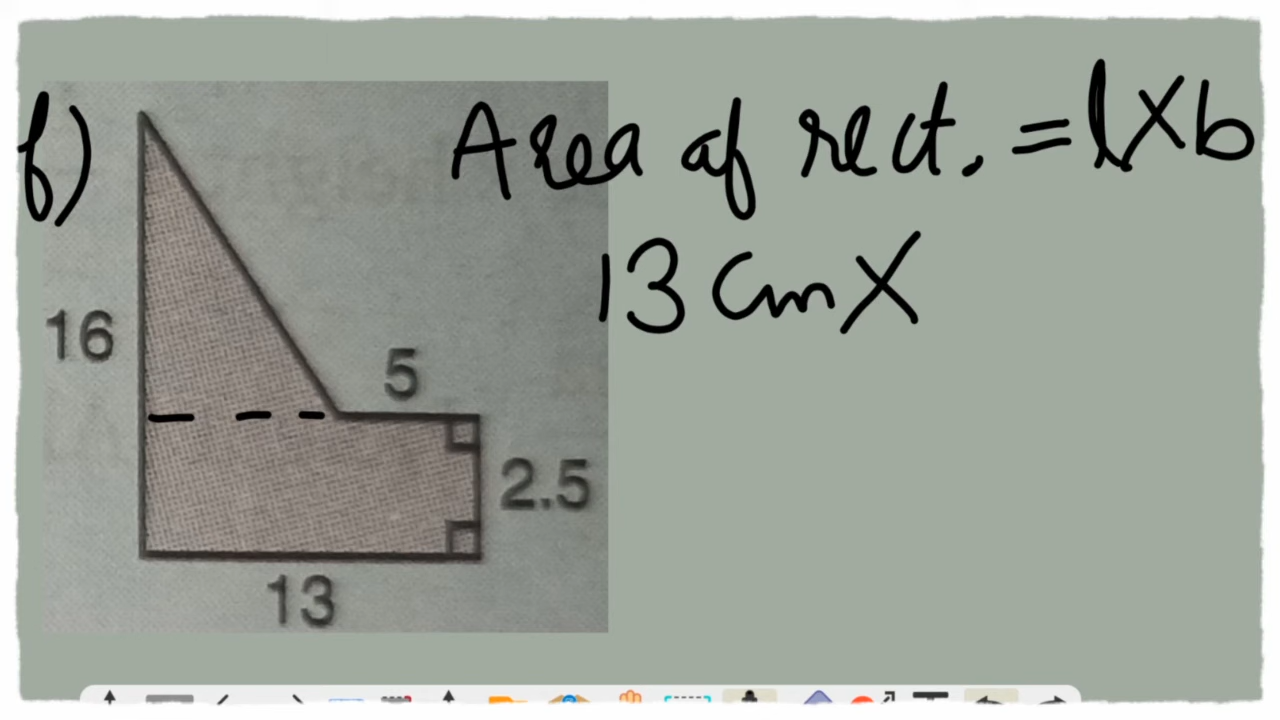 f)
Area of rect. = l×b
13 cm ×
16
5
2.5
13